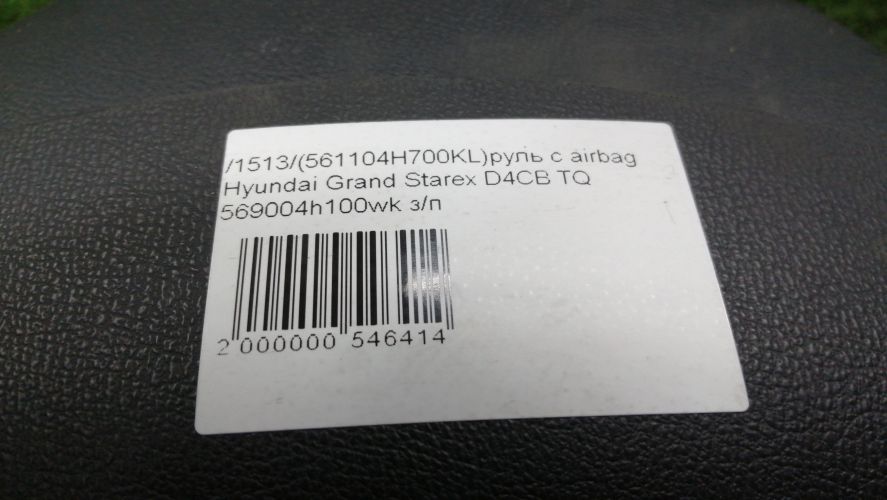 /1513/(561104H700KL)руль с airbag
Hyundai Grand Starex D4CB TQ
569004h100wk з/п
2 000000 546414